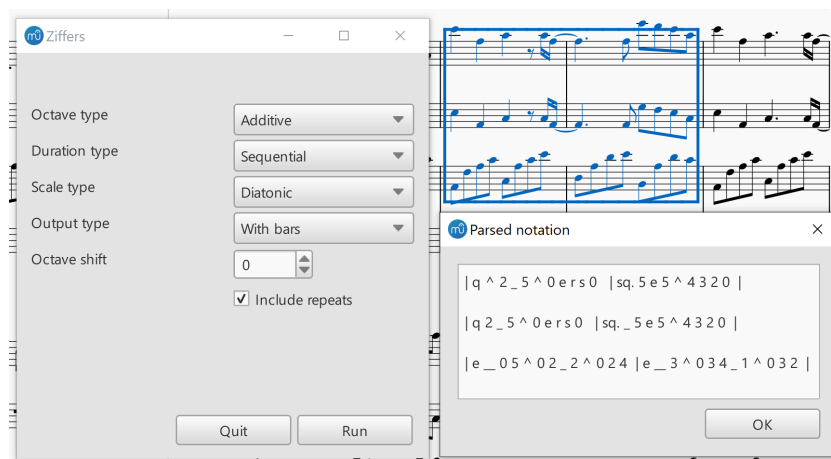 Ziffers
Octave type
Additive
Duration type
Sequential
Scale type
Diatonic
Output type
With bars
Octave shift
0
Include repeats
Quit
Run
Parsed notation
| q ^ 2 _ 5 ^ 0 e r s 0 | sq. 5 e 5 ^ 4 3 2 0 |
| q 2 _ 5 ^ 0 e r s 0 | sq. _ 5 e 5 ^ 4 3 2 0 |
| e __ 0 5 ^ 0 2 _ 2 ^ 0 2 4 | e __ 3 ^ 0 3 4 _ 1 ^ 0 3 2 |
OK